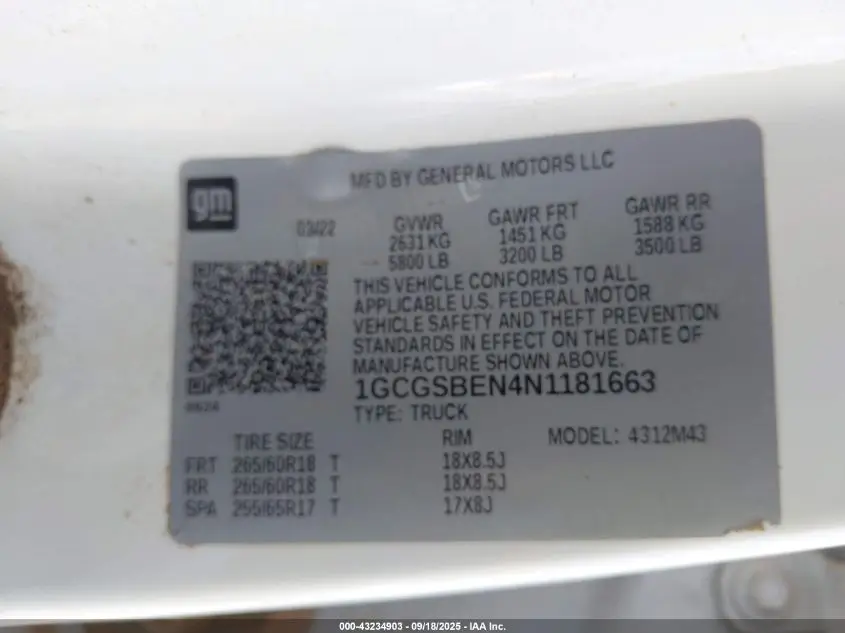 MFD BY GENERAL MOTORS LLC
gm
03/22
GVWR GAWR FRT GAWR RR
2631 KG 1451 KG 1588 KG
5800 LB 3200 LB 3500 LB
THIS VEHICLE CONFORMS TO ALL
APPLICABLE U.S. FEDERAL MOTOR
VEHICLE SAFETY AND THEFT PREVENTION
STANDARDS IN EFFECT ON THE DATE OF
MANUFACTURE SHOWN ABOVE.
1GCGSBEN4N1181663
TYPE: TRUCK
TIRE SIZE RIM MODEL: 4312M43
FRT 265/60R18 T 18X8.5J
RR 265/60R18 T 18X8.5J
SPA 255/65R17 T 17X8J
000-43234903 - 09/18/2025 - IAA Inc.